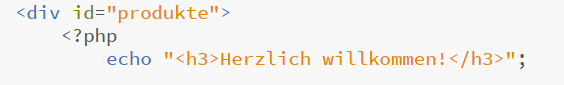 <div id="produkte">
<?php
echo "<h3>Herzlich willkommen!</h3>";